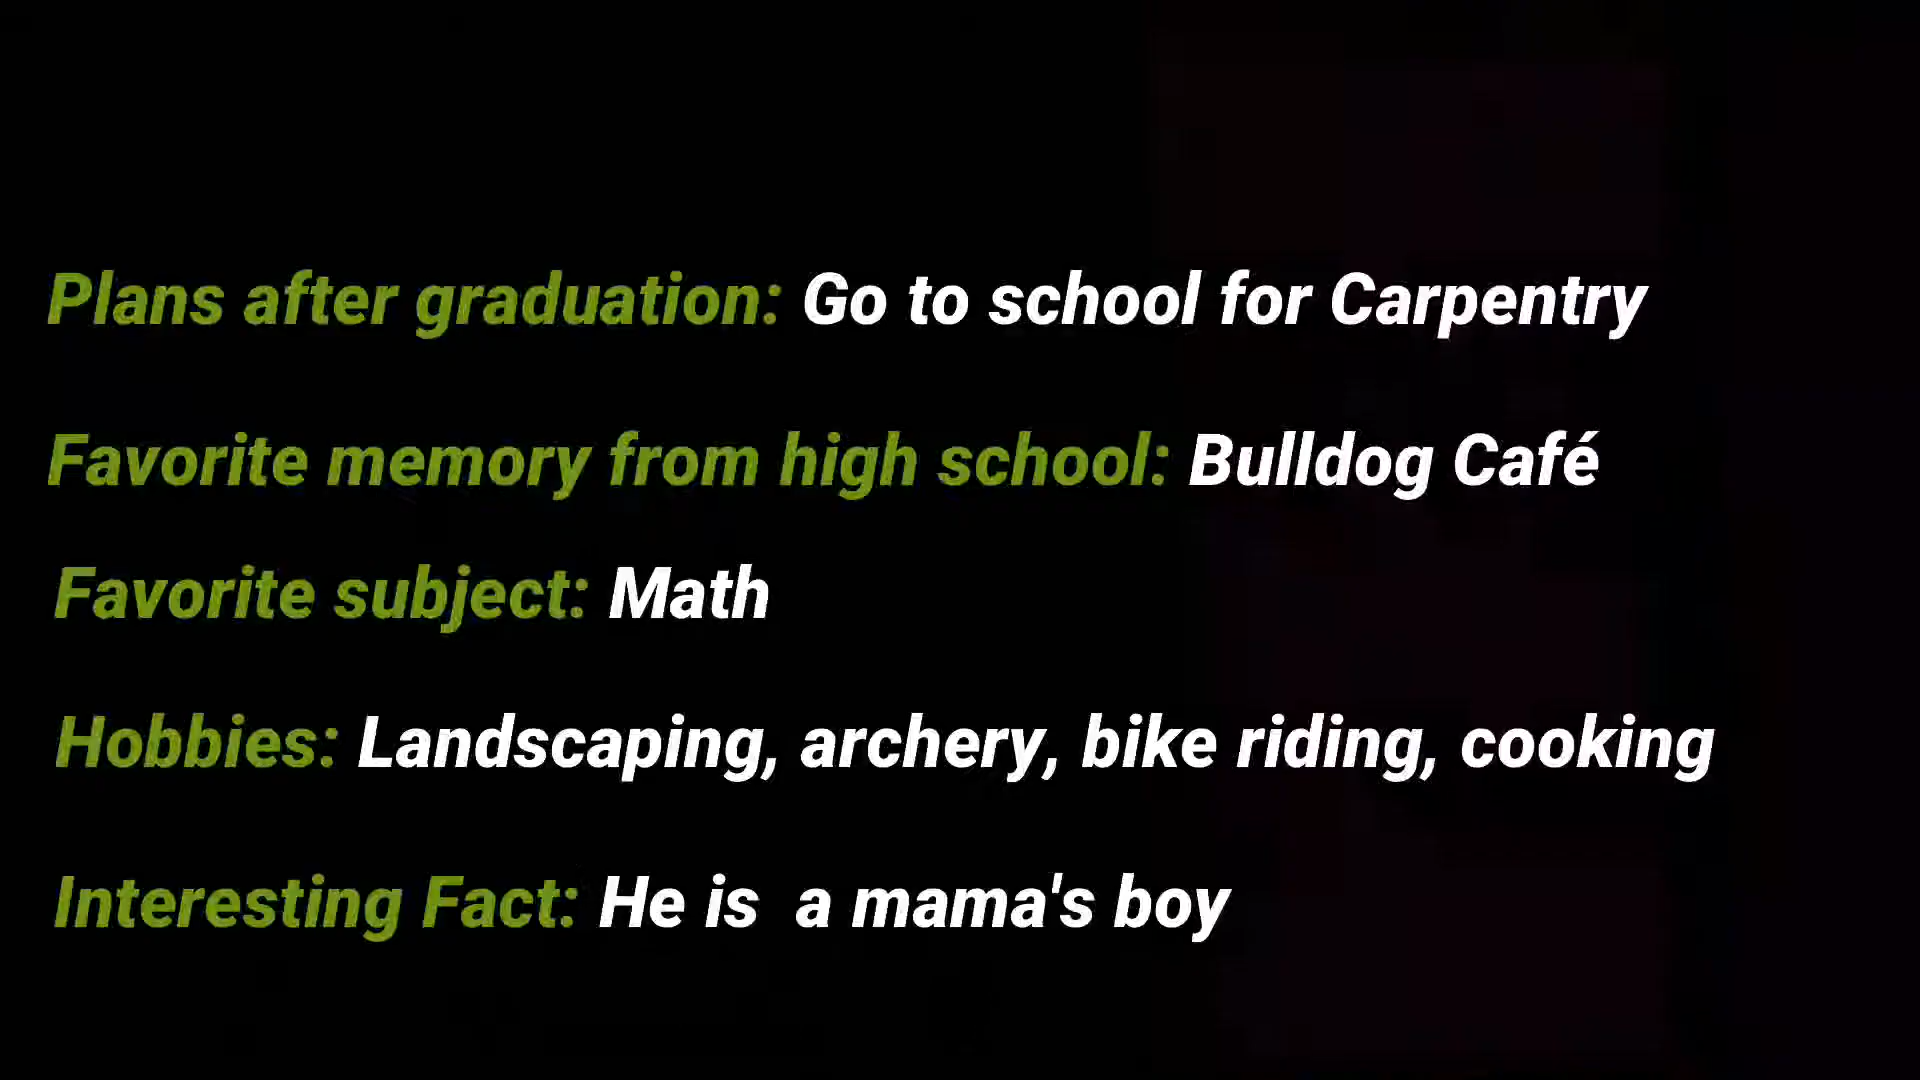 Plans after graduation: Go to school for Carpentry
Favorite memory from high school: Bulldog Café
Favorite subject: Math
Hobbies: Landscaping, archery, bike riding, cooking
Interesting Fact: He is  a mama's boy